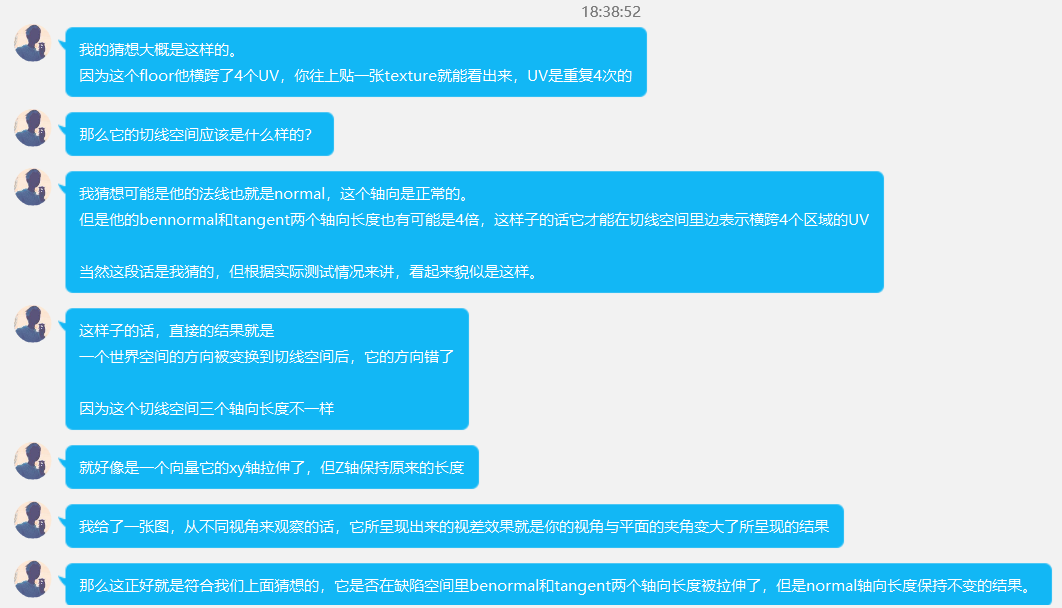 18:38:52
我的猜想大概是这样的。
因为这个floor他横跨了4个UV，你往上贴一张texture就能看出来，UV是重复4次的
那么它的切线空间应该是什么样的？
我猜想可能是他的法线也就是normal，这个轴向是正常的。
但是他的bennormal和tangent两个轴向长度也有可能是4倍，这样子的话它才能在切线空间里边表示横跨4个区域的UV
当然这段话是我猜的，但根据实际测试情况来讲，看起来貌似是这样。
这样子的话，直接的结果就是
一个世界空间的方向被变换到切线空间后，它的方向错了
因为这个切线空间三个轴向长度不一样
就好像是一个向量它的xy轴拉伸了，但Z轴保持原来的长度
我给了一张图，从不同视角来观察的话，它所呈现出来的视差效果就是你的视角与平面的夹角变大了所呈现的结果
那么这正好就是符合我们上面猜想的，它是否在缺陷空间里benormal和tangent两个轴向长度被拉伸了，但是normal轴向长度保持不变的结果。